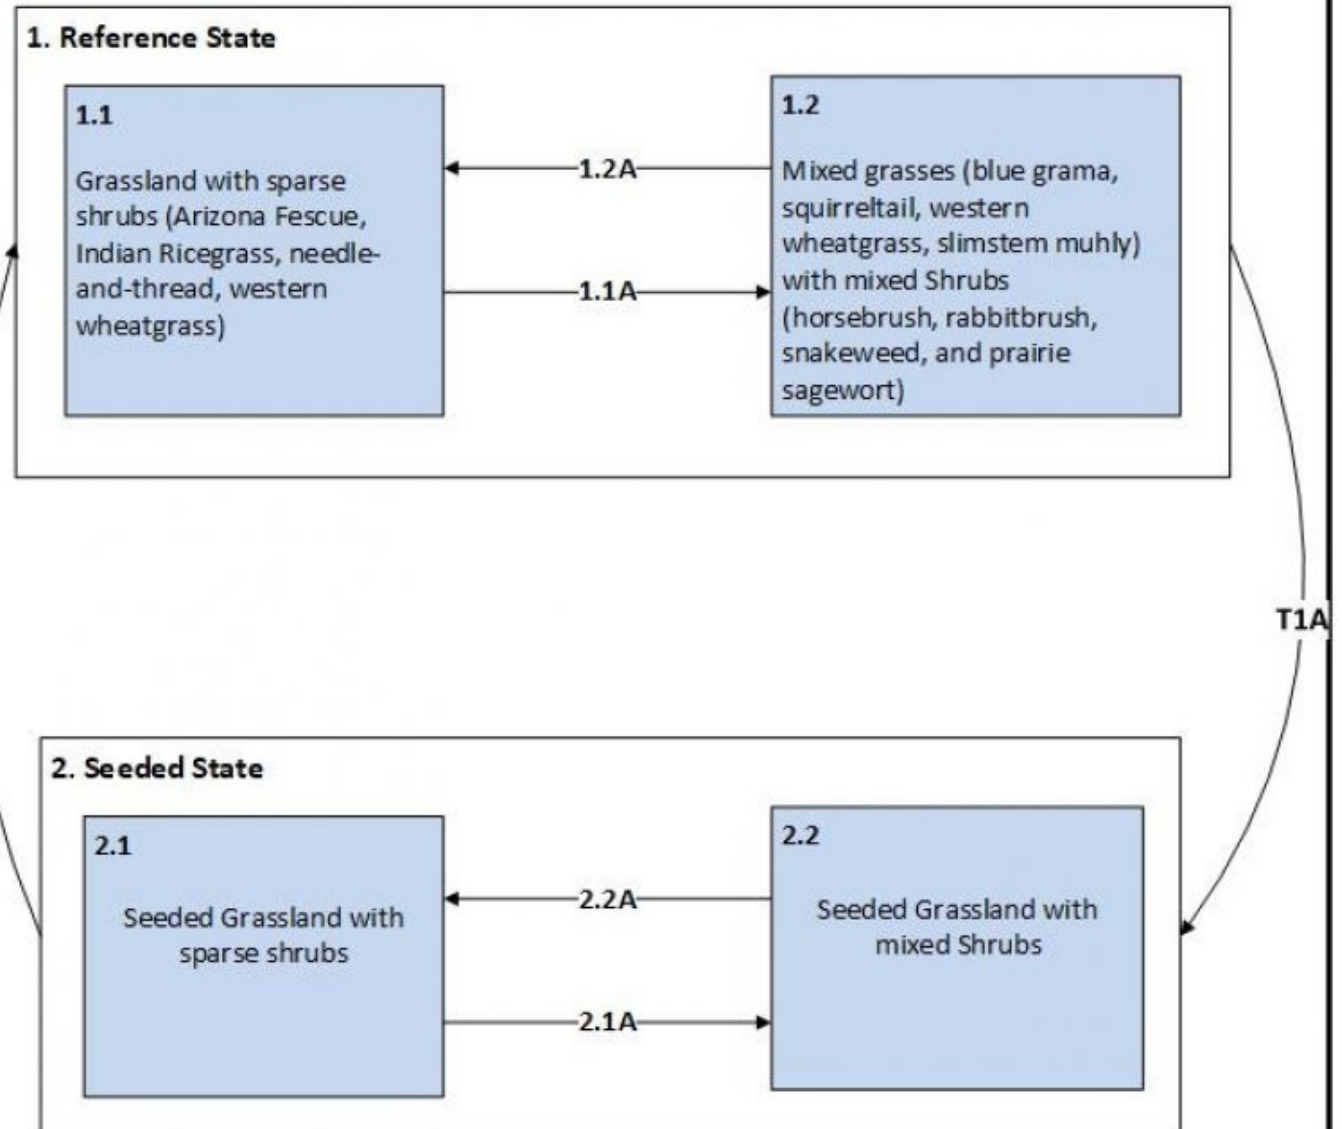 1. Reference State
1.1
Grassland with sparse
shrubs (Arizona Fescue,
Indian Ricegrass, needle-
and-thread, western
wheatgrass)
1.2A
1.1A
1.2
Mixed grasses (blue grama,
squirreltail, western
wheatgrass, slimstem muhly)
with mixed Shrubs
(horsebrush, rabbitbrush,
snakeweed, and prairie
sagewort)
T1A
2. Seeded State
2.1
Seeded Grassland with
sparse shrubs
2.2A
2.1A
2.2
Seeded Grassland with
mixed Shrubs